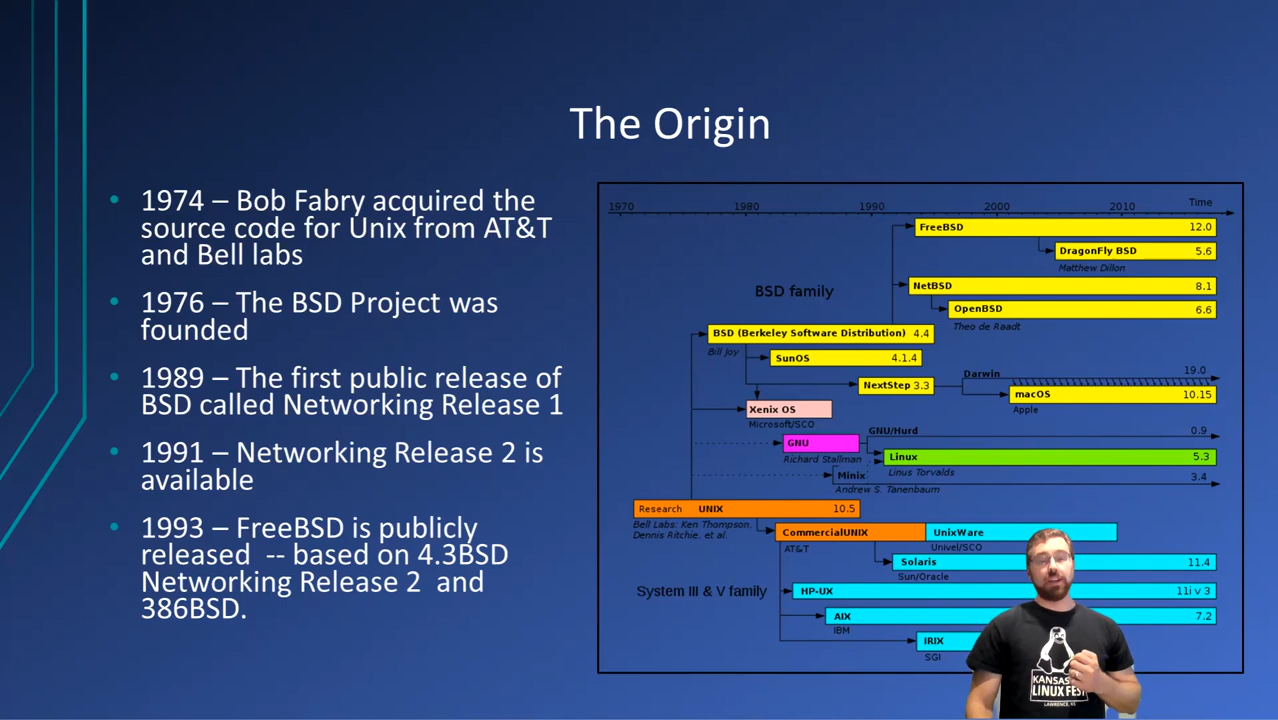 The Origin
• 1974 – Bob Fabry acquired the
source code for Unix from AT&T
and Bell labs
• 1976 – The BSD Project was
founded
• 1989 – The first public release of
BSD called Networking Release 1
• 1991 – Networking Release 2 is
available
• 1993 – FreeBSD is publicly
released -- based on 4.3BSD
Networking Release 2 and
386BSD.
1970 1980 1990 2000 2010 Time
FreeBSD 12.0
DragonFly BSD 5.6
Matthew Dillon
BSD family
NetBSD 8.1
OpenBSD 6.6
Theo de Raadt
BSD (Berkeley Software Distribution) 4.4
Bill Joy
SunOS 4.1.4
NextStep 3.3
Darwin 19.0
macOS 10.15
Apple
Xenix OS
Microsoft/SCO
GNU/Hurd 0.9
GNU
Richard Stallman
Linux 5.3
Linus Torvalds
Minix 3.4
Andrew S. Tanenbaum
Research UNIX 10.5
Bell Labs: Ken Thompson,
Dennis Ritchie, et al.
CommercialUNIX UnixWare
AT&T Univel/SCO
Solaris 11.4
Sun/Oracle
System III & V family
HP-UX 11i v 3
AIX 7.2
IBM
IRIX
SGI
KANSAS
LINUX FEST
LAWRENCE, KS